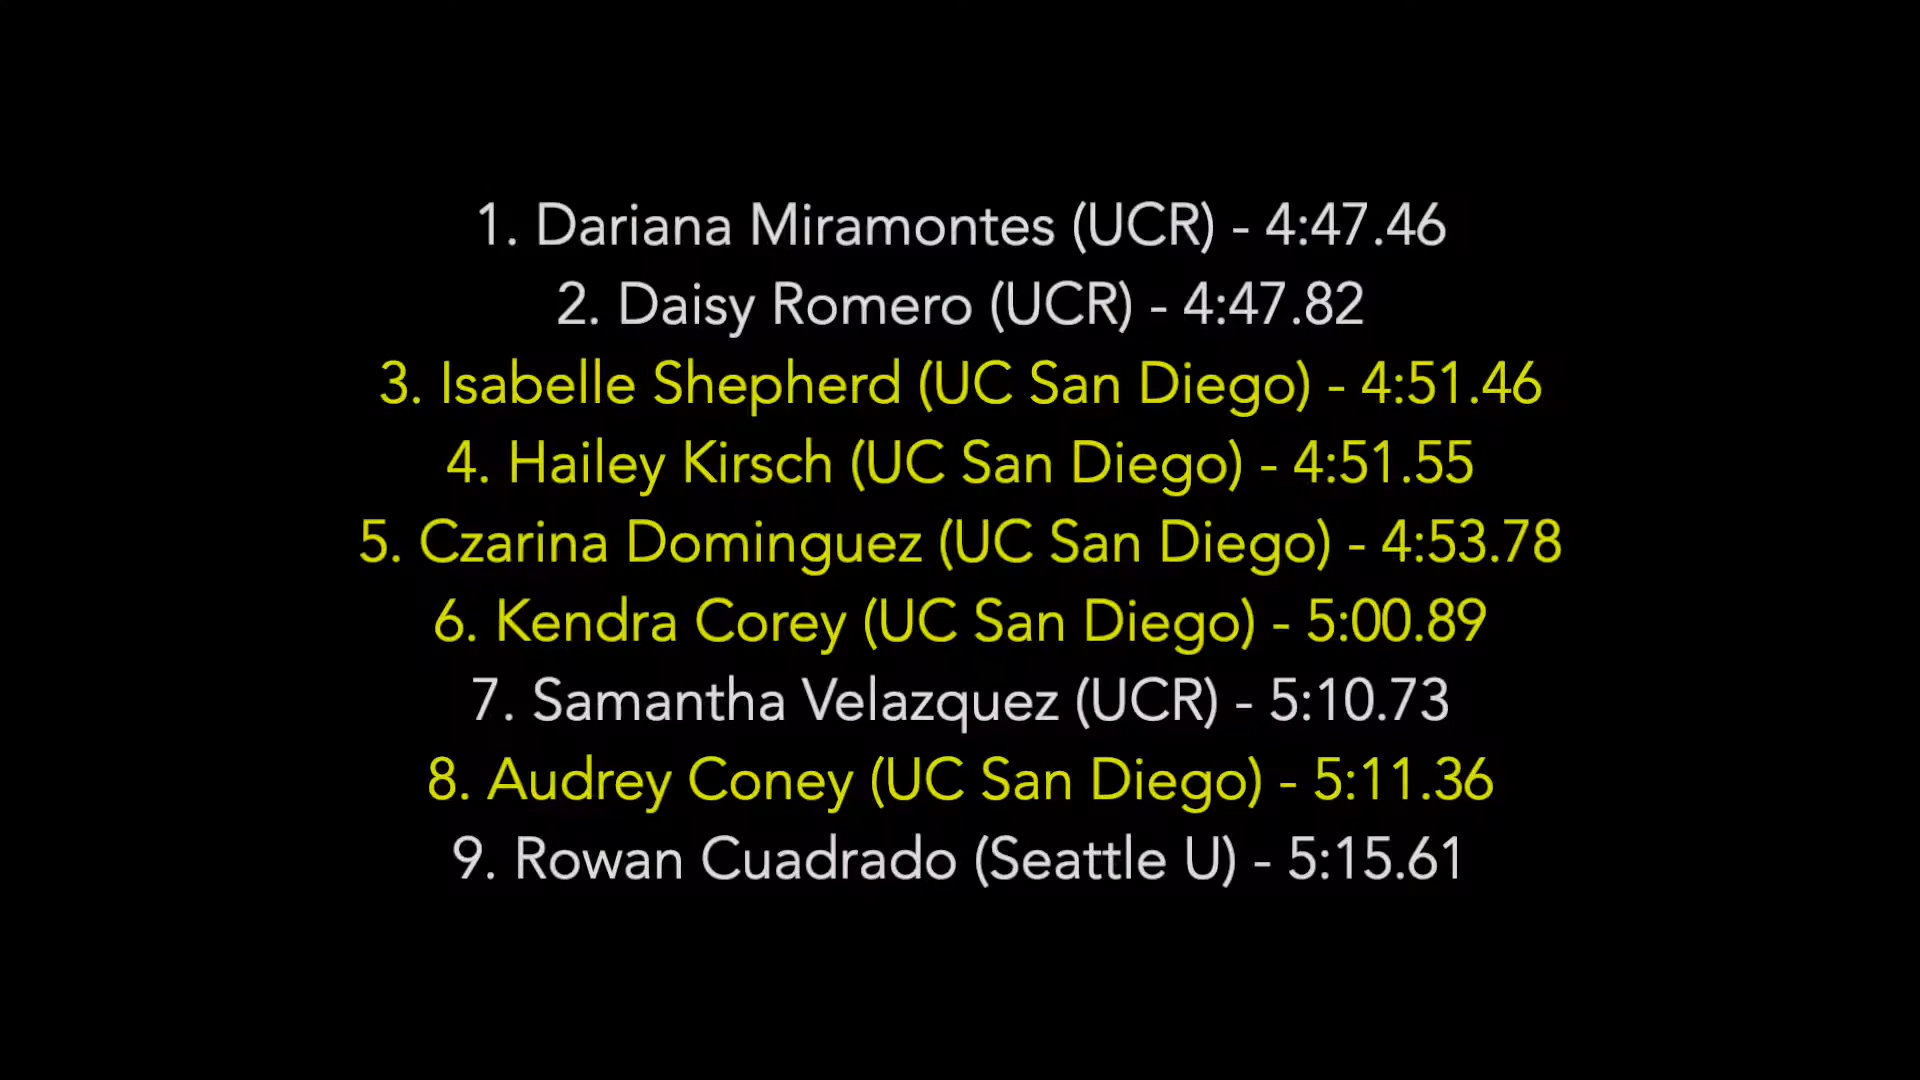 1. Dariana Miramontes (UCR) - 4:47.46
2. Daisy Romero (UCR) - 4:47.82
3. Isabelle Shepherd (UC San Diego) - 4:51.46
4. Hailey Kirsch (UC San Diego) - 4:51.55
5. Czarina Dominguez (UC San Diego) - 4:53.78
6. Kendra Corey (UC San Diego) - 5:00.89
7. Samantha Velazquez (UCR) - 5:10.73
8. Audrey Coney (UC San Diego) - 5:11.36
9. Rowan Cuadrado (Seattle U) - 5:15.61